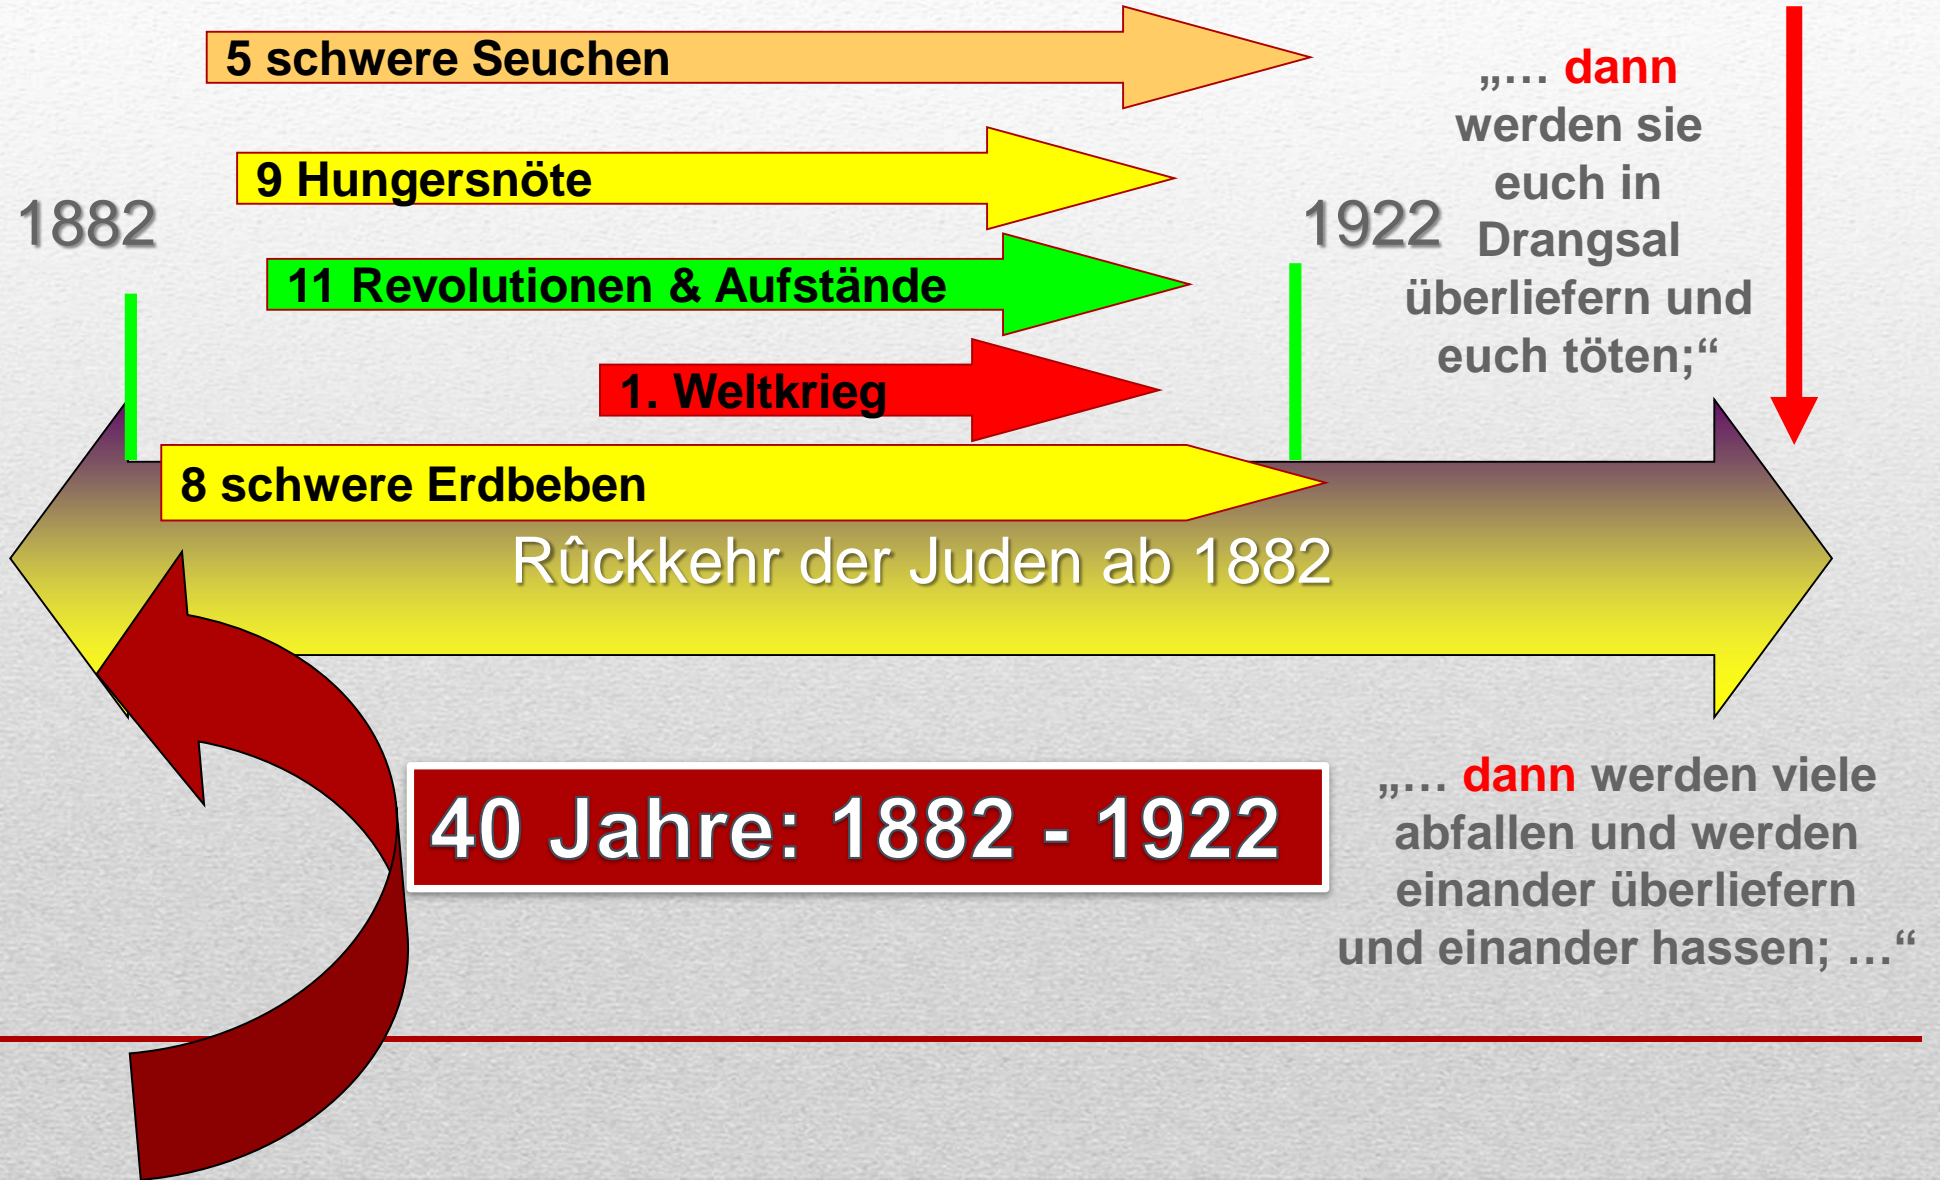 5 schwere Seuchen
9 Hungersnöte
1882
11 Revolutionen & Aufstände
1. Weltkrieg
8 schwere Erdbeben
1922
„… dann
werden sie
euch in
Drangsal
überliefern und
euch töten;“
Rûckkehr der Juden ab 1882
40 Jahre: 1882 - 1922
„… dann werden viele
abfallen und werden
einander überliefern
und einander hassen; …“